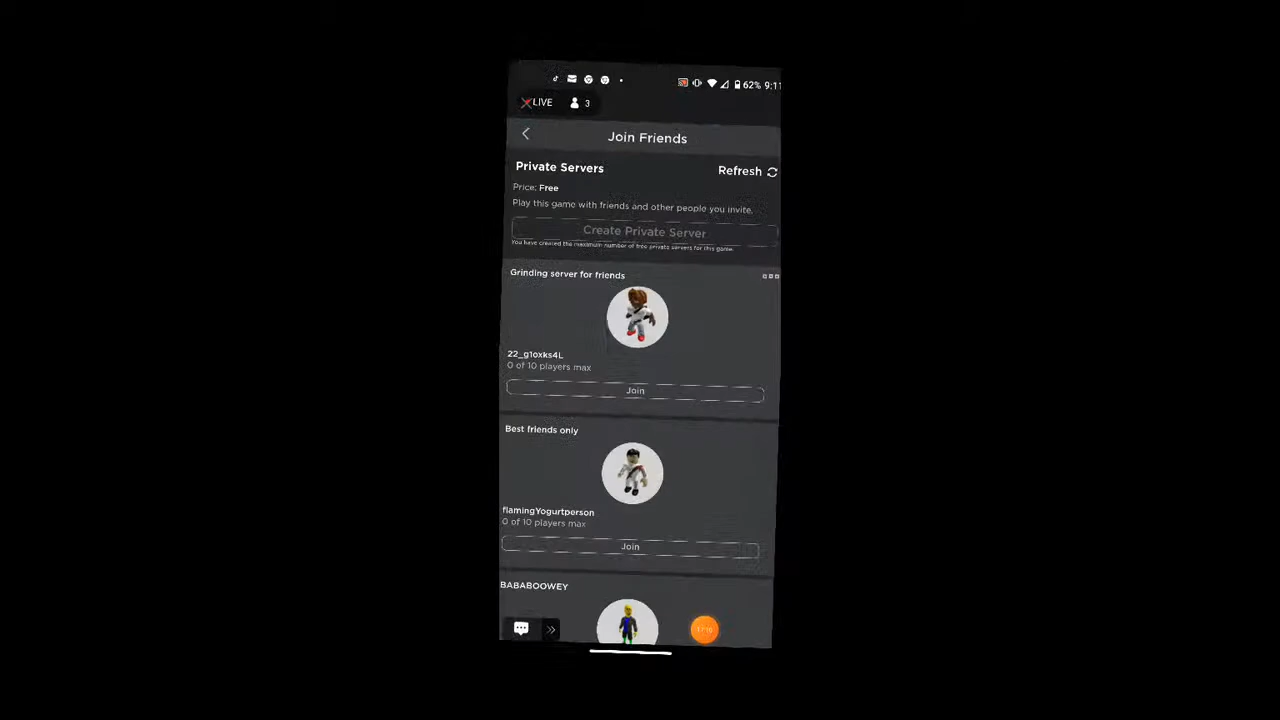 62% 9:11
LIVE 3
Join Friends
Private Servers
Refresh
Price: Free
Play this game with friends and other people you invite.
Create Private Server
You have created the maximum number of free private servers for this game.
Grinding server for friends
22_g1oxks4L
0 of 10 players max
Join
Best friends only
flamingYogurtperson
0 of 10 players max
Join
BABABOOWEY